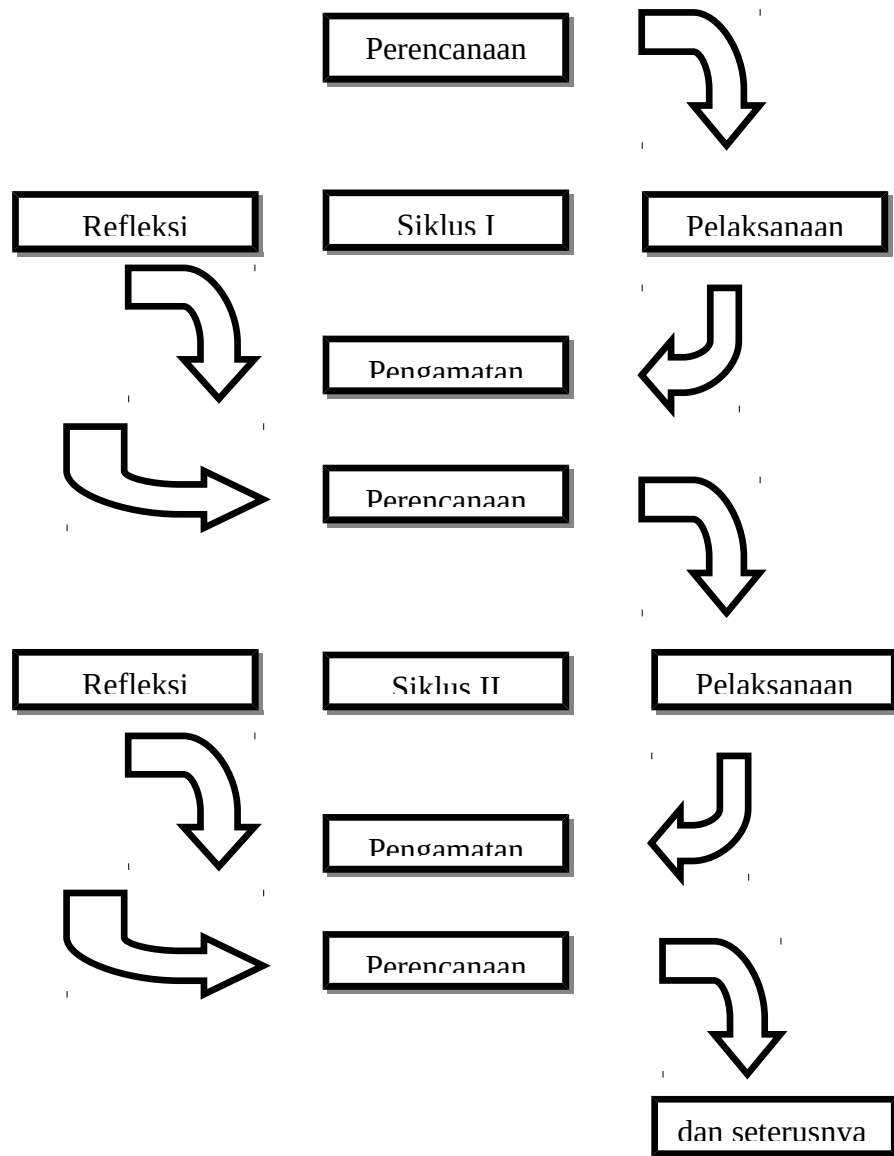 Perencanaan
Refleksi
Siklus I
Pelaksanaan
Pengamatan
Perencanaan
Refleksi
Siklus II
Pelaksanaan
Pengamatan
Perencanaan
dan seterusnya